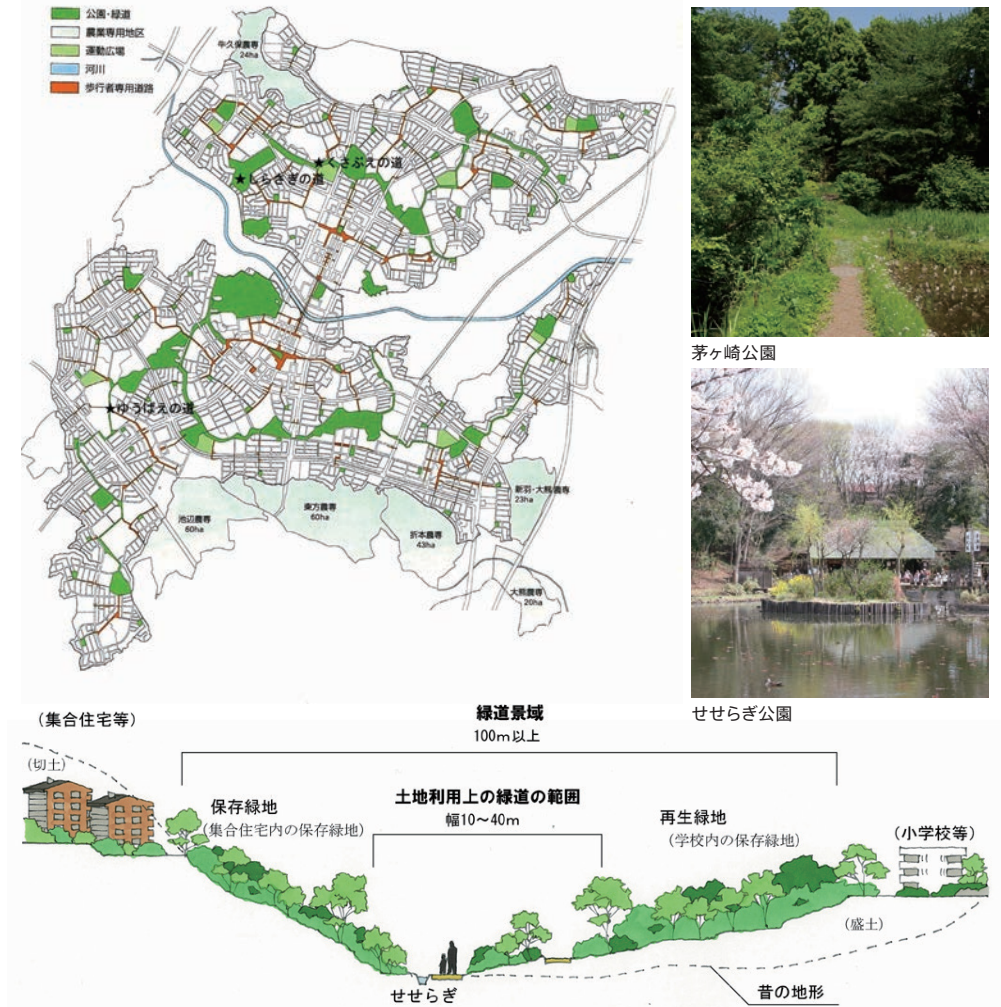 公園・緑道
農業専用地区
運動広場
河川
歩行者専用道路
牛久保農専
24ha
★くさぶえの道
★しらさぎの道
★ゆうばえの道
池辺農専
60ha
東方農専
60ha
折本農専
43ha
新羽・大熊農専
23ha
大熊農専
20ha
茅ヶ崎公園
せせらぎ公園
(集合住宅等)
(切土)
緑道景域
100m以上
保存緑地
(集合住宅内の保存緑地)
土地利用上の緑道の範囲
幅10〜40m
再生緑地
(学校内の保存緑地)
(小学校等)
(盛土)
せせらぎ
昔の地形